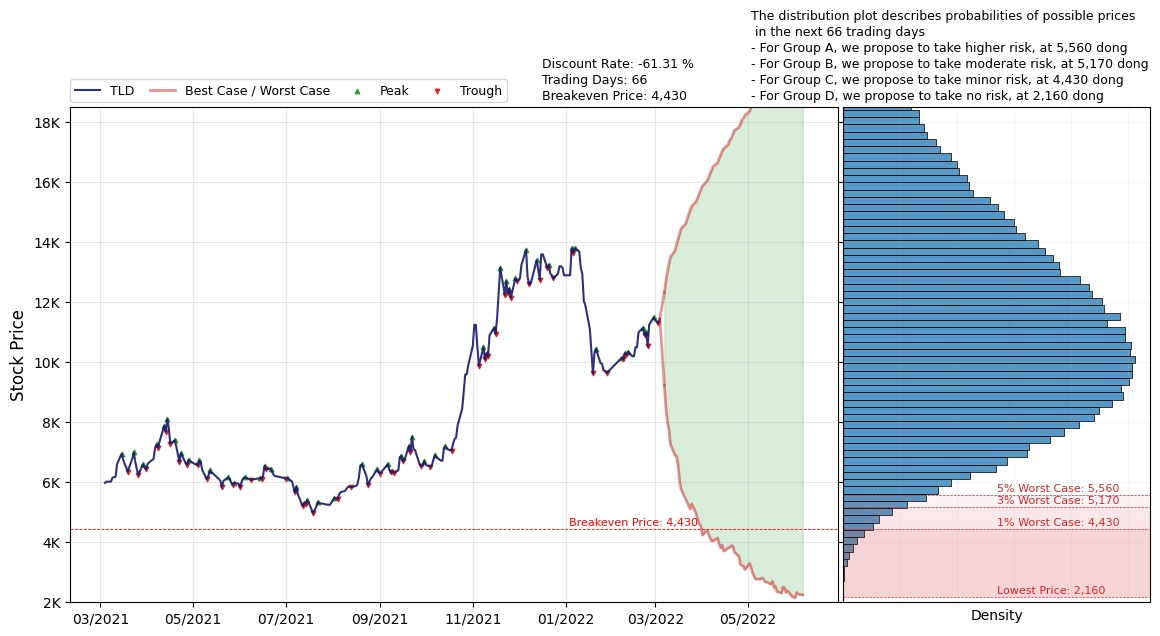 The distribution plot describes probabilities of possible prices
in the next 66 trading days
- For Group A, we propose to take higher risk, at 5,560 dong
- For Group B, we propose to take moderate risk, at 5,170 dong
- For Group C, we propose to take minor risk, at 4,430 dong
- For Group D, we propose to take no risk, at 2,160 dong
Discount Rate: -61.31 %
Trading Days: 66
Breakeven Price: 4,430
TLD Best Case / Worst Case Peak Trough
Stock Price
18K
16K
14K
12K
10K
8K
6K
4K
2K
Breakeven Price: 4,430
03/2021 05/2021 07/2021 09/2021 11/2021 01/2022 03/2022 05/2022
5% Worst Case: 5,560
3% Worst Case: 5,170
1% Worst Case: 4,430
Lowest Price: 2,160
Density